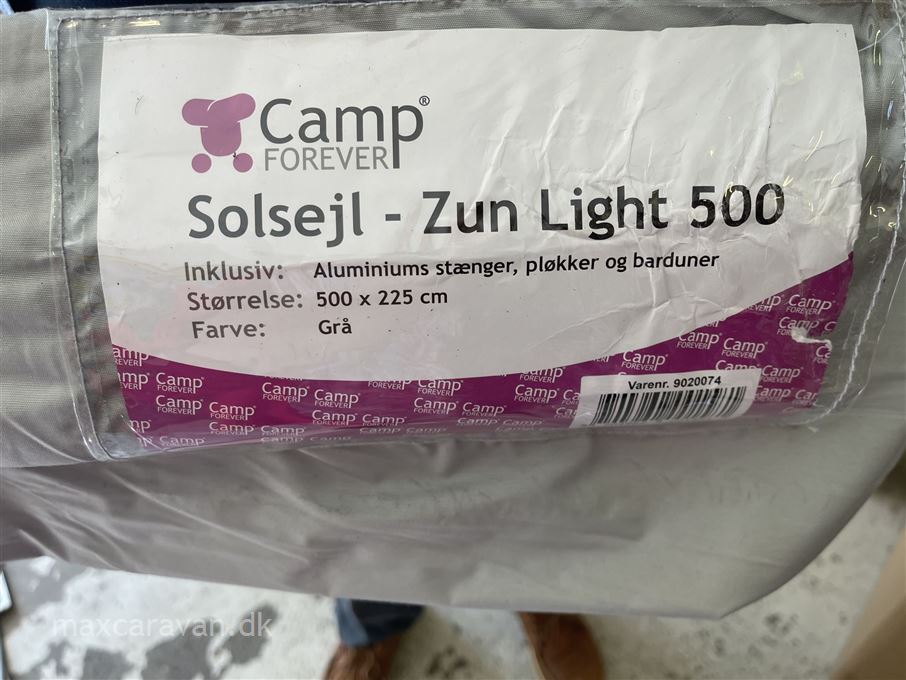 Camp®
FOREVER
Solsejl - Zun Light 500
Inklusiv: Aluminiums stænger, pløkker og barduner
Størrelse: 500 x 225 cm
Farve: Grå
Varenr. 9020074
maxcaravan.dk